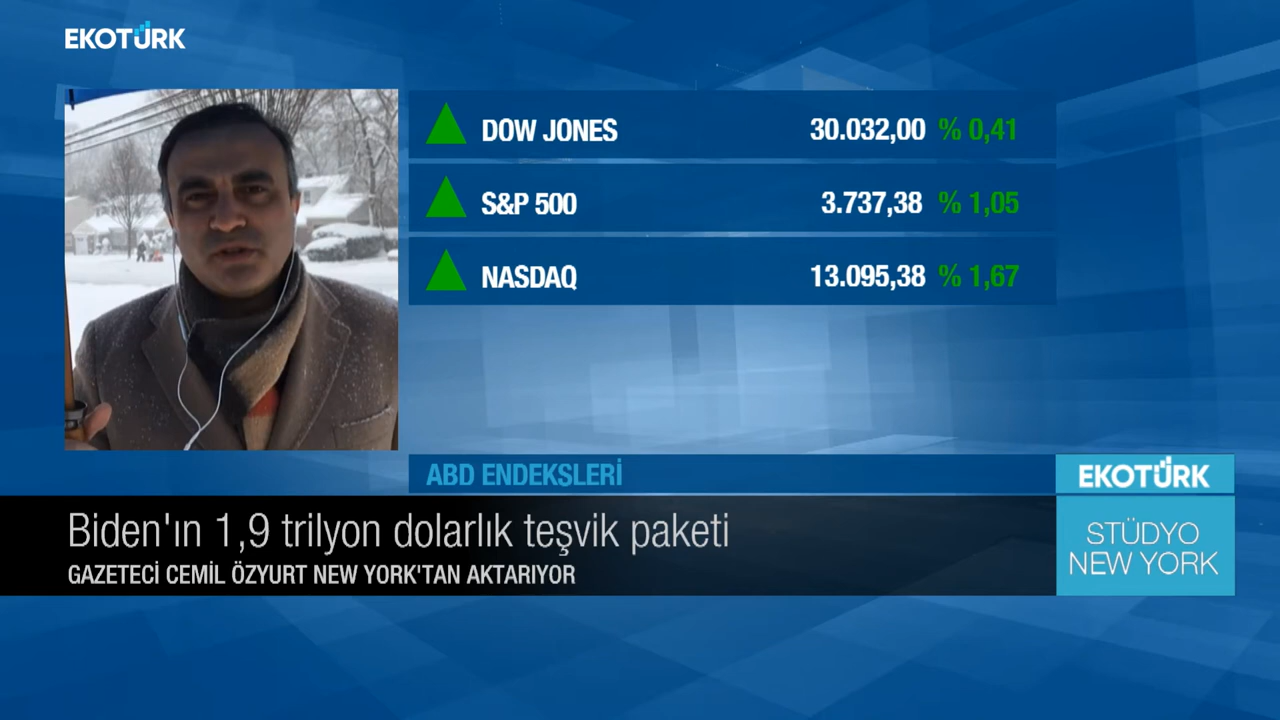 EKOTÜRK
DOW JONES 30.032,00 % 0,41
S&P 500 3.737,38 % 1,05
NASDAQ 13.095,38 % 1,67
ABD ENDEKSLERİ
EKOTÜRK
Biden'ın 1,9 trilyon dolarlık teşvik paketi
GAZETECİ CEMİL ÖZYURT NEW YORK'TAN AKTARIYOR
STÜDYO
NEW YORK